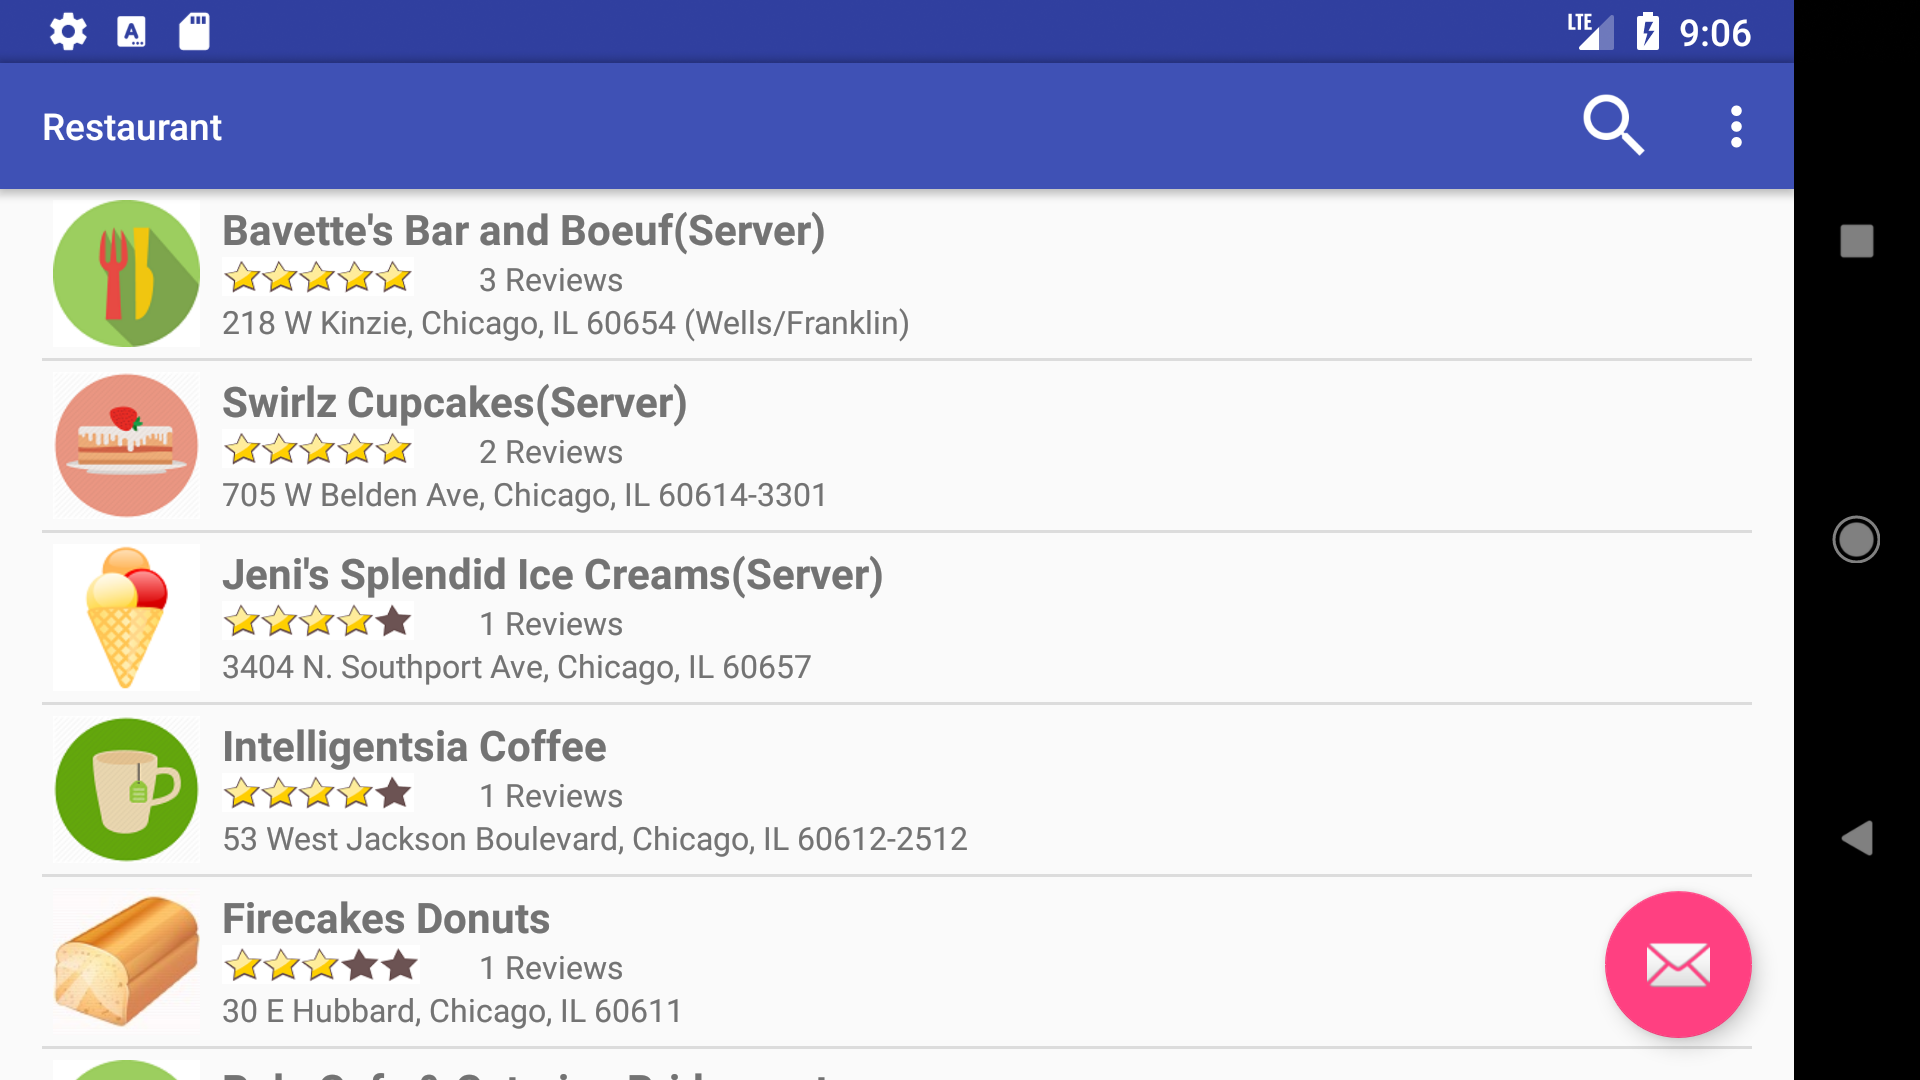 LTE 9:06
Restaurant
Bavette's Bar and Boeuf(Server)
3 Reviews
218 W Kinzie, Chicago, IL 60654 (Wells/Franklin)
Swirlz Cupcakes(Server)
2 Reviews
705 W Belden Ave, Chicago, IL 60614-3301
Jeni's Splendid Ice Creams(Server)
1 Reviews
3404 N. Southport Ave, Chicago, IL 60657
Intelligentsia Coffee
1 Reviews
53 West Jackson Boulevard, Chicago, IL 60612-2512
Firecakes Donuts
1 Reviews
30 E Hubbard, Chicago, IL 60611